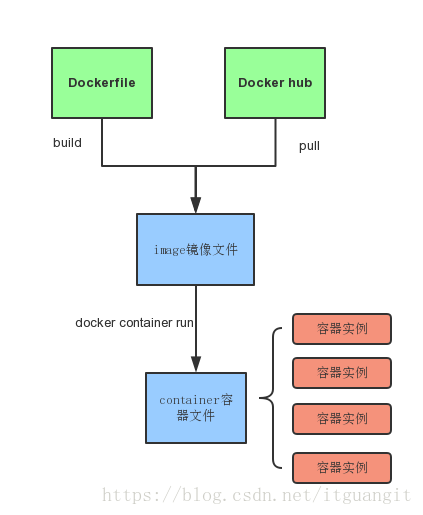 Dockerfile
Docker hub
build
pull
image镜像文件
docker container run
container容
器文件
容器实例
容器实例
容器实例
容器实例
https://blog.csdn.net/itguangit